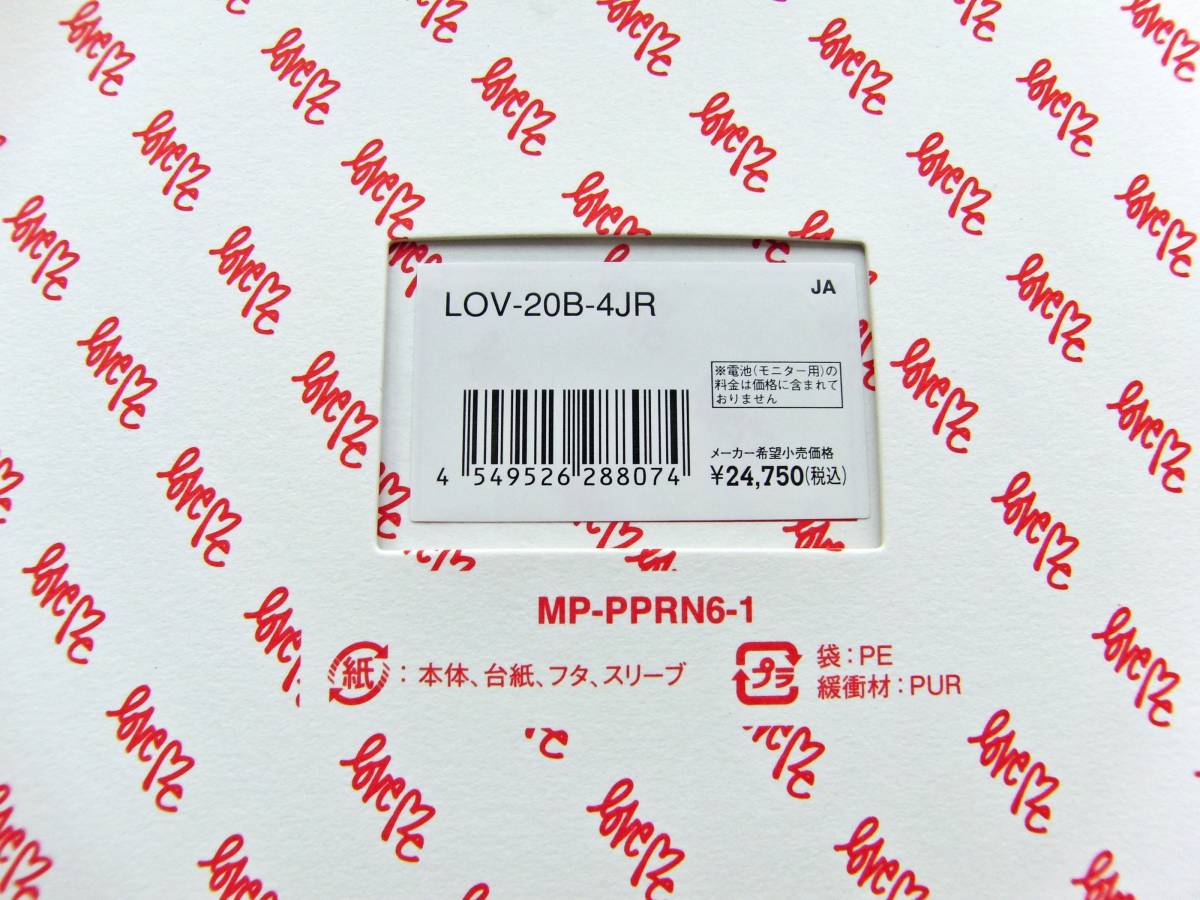 love Me
LOV-20B-4JR
JA
※電池(モニター用)の
料金は価格に含まれて
おりません
メーカー希望小売価格
¥24,750(税込)
4 549526 288074
MP-PPRN6-1
紙:本体、台紙、フタ、スリーブ
プラ
袋:PE
緩衝材:PUR